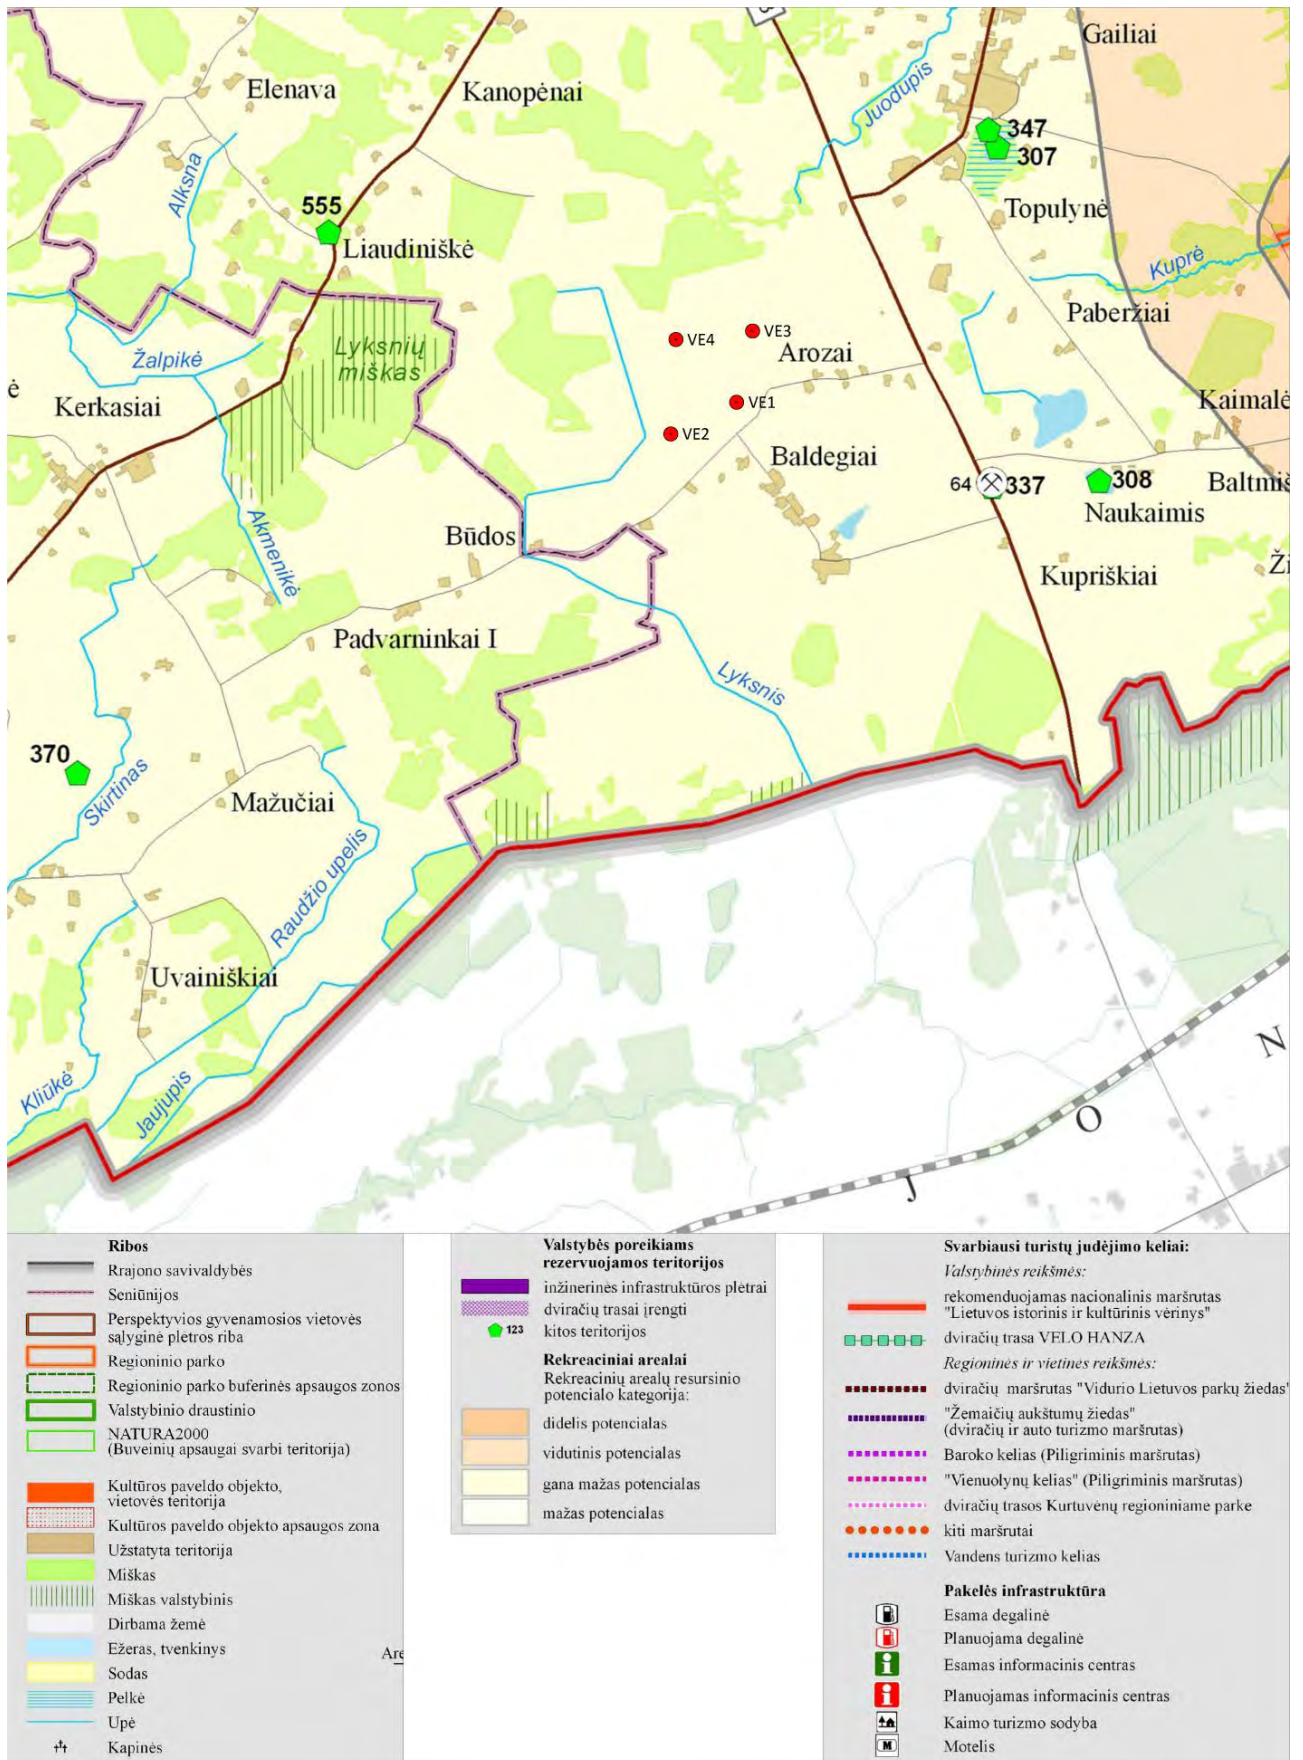 Gailiai
Elenava
Kanopėnai
Juodupis
347
307
Alksna
555
Topulynė
Liaudiniškė
Kuprė
Paberžiai
VE3
VE4
Arozai
Lyksnių
miškas
Žalpikė
ė
Kerkasiai
Kaimalė
VE1
VE2
Baldegiai
64
337
308
Baltmiš
Naukaimis
Akmenikė
Būdos
Kupriškiai
Ži
Padvarninkai I
Lyksnis
370
Skirtinas
Mažučiai
Raudžio upelis
Uvainiškiai
Kliūkė
Jaujupis
N
O
J
Ribos
Rrajono savivaldybės
Seniūnijos
Perspektyvios gyvenamosios vietovės
sąlyginė plėtros riba
Regioninio parko
Regioninio parko buferinės apsaugos zonos
Valstybinio draustinio
NATURA2000
(Buveinių apsaugai svarbi teritorija)
Kultūros paveldo objekto,
vietovės teritorija
Kultūros paveldo objekto apsaugos zona
Užstatyta teritorija
Miškas
Miškas valstybinis
Dirbama žemė
Ežeras, tvenkinys
Sodas
Pelkė
Upė
Kapinės
Are
Valstybės poreikiams
rezervuojamos teritorijos
inžinerinės infrastruktūros plėtrai
dviračių trasai įrengti
123 kitos teritorijos
Rekreaciniai arealai
Rekreacinių arealų resursinio
potencialo kategorija:
didelis potencialas
vidutinis potencialas
gana mažas potencialas
mažas potencialas
Svarbiausi turistų judėjimo keliai:
Valstybinės reikšmės:
rekomenduojamas nacionalinis maršrutas
"Lietuvos istorinis ir kultūrinis vėrinys"
dviračių trasa VELO HANZA
Regioninės ir vietinės reikšmės:
dviračių maršrutas "Vidurio Lietuvos parkų žiedas"
"Žemaičių aukštumų žiedas"
(dviračių ir auto turizmo maršrutas)
Baroko kelias (Piligriminis maršrutas)
"Vienuolynų kelias" (Piligriminis maršrutas)
dviračių trasos Kurtuvėnų regioniniame parke
kiti maršrutai
Vandens turizmo kelias
Pakelės infrastruktūra
Esama degalinė
Planuojama degalinė
Esamas informacinis centras
Planuojamas informacinis centras
Kaimo turizmo sodyba
M Motelis